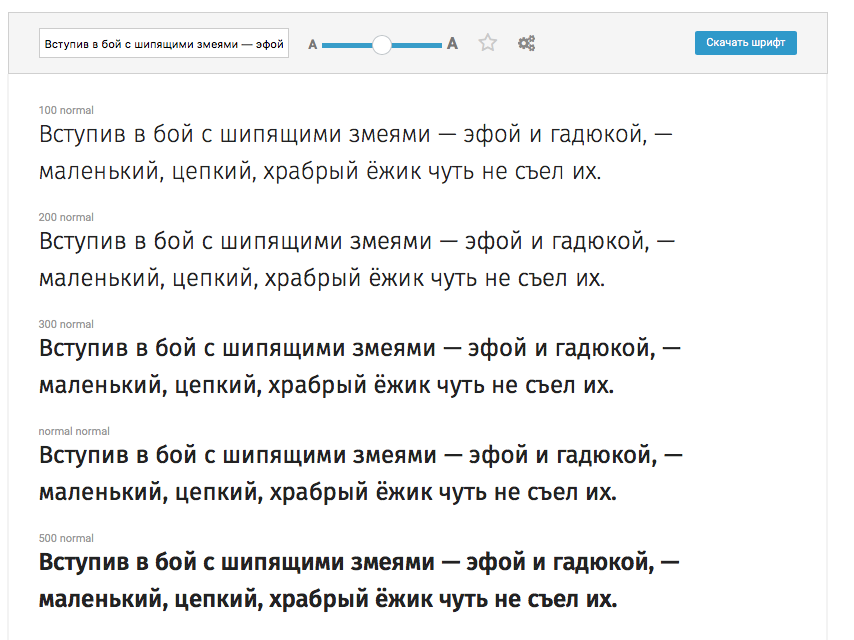 Вступив в бой с шипящими змеями — эфой
A A
Скачать шрифт
100 normal
Вступив в бой с шипящими змеями — эфой и гадюкой, —
маленький, цепкий, храбрый ёжик чуть не съел их.
200 normal
Вступив в бой с шипящими змеями — эфой и гадюкой, —
маленький, цепкий, храбрый ёжик чуть не съел их.
300 normal
Вступив в бой с шипящими змеями — эфой и гадюкой, —
маленький, цепкий, храбрый ёжик чуть не съел их.
normal normal
Вступив в бой с шипящими змеями — эфой и гадюкой, —
маленький, цепкий, храбрый ёжик чуть не съел их.
500 normal
Вступив в бой с шипящими змеями — эфой и гадюкой, —
маленький, цепкий, храбрый ёжик чуть не съел их.